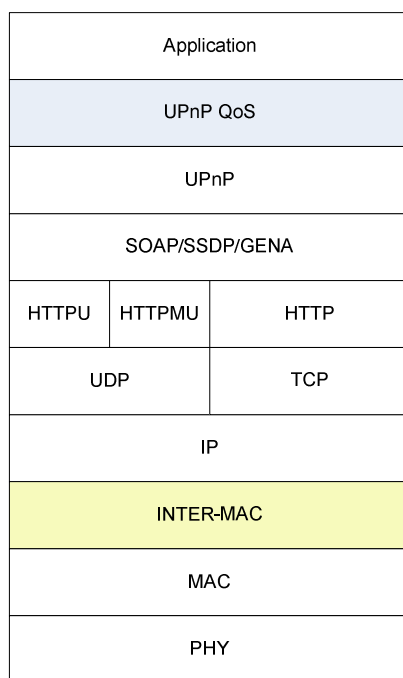 Application
UPnP QoS
UPnP
SOAP/SSDP/GENA
HTTPU HTTPMU HTTP
UDP TCP
IP
INTER-MAC
MAC
PHY